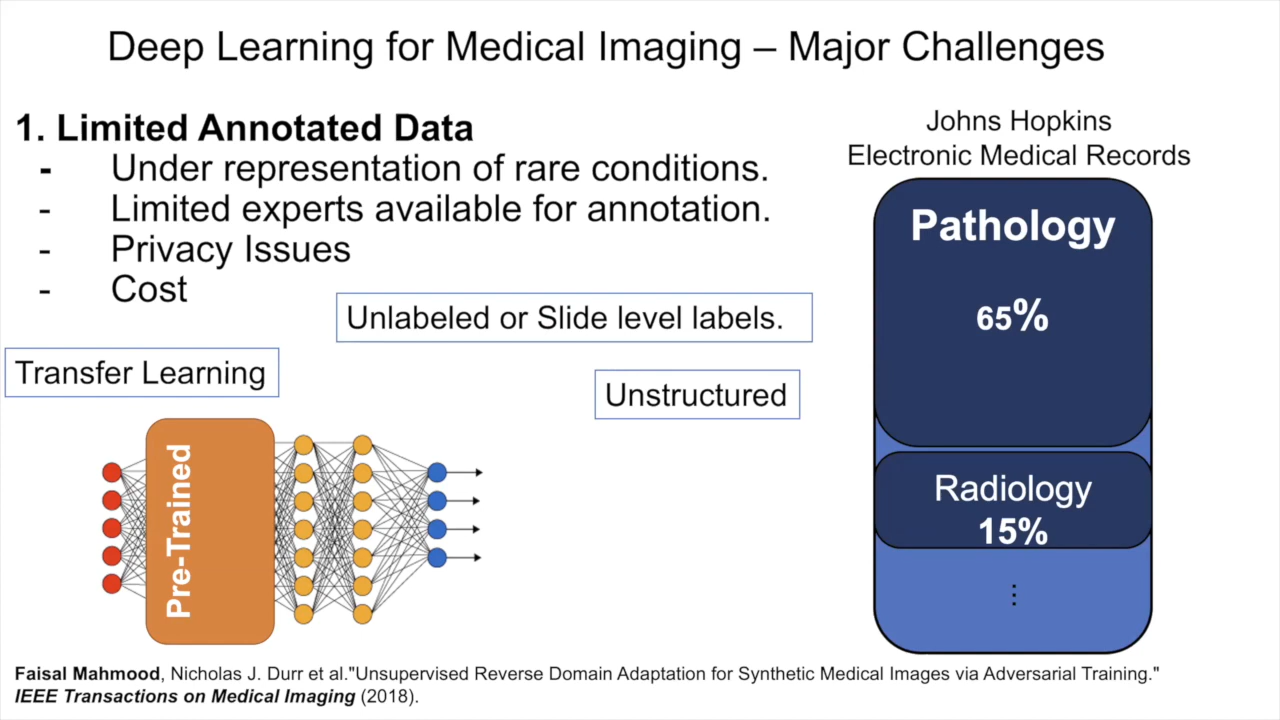 Deep Learning for Medical Imaging – Major Challenges
1. Limited Annotated Data
- Under representation of rare conditions.
- Limited experts available for annotation.
- Privacy Issues
- Cost
Unlabeled or Slide level labels.
Transfer Learning
Unstructured
Pre-Trained
Johns Hopkins
Electronic Medical Records
Pathology
65%
Radiology
15%
⋮
Faisal Mahmood, Nicholas J. Durr et al."Unsupervised Reverse Domain Adaptation for Synthetic Medical Images via Adversarial Training."
IEEE Transactions on Medical Imaging (2018).